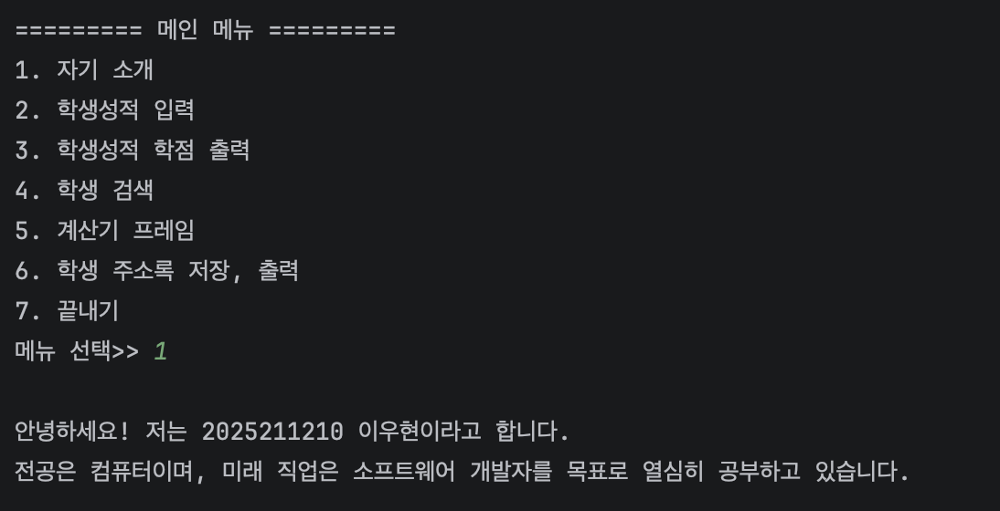 ========= 메인 메뉴 =========
1. 자기 소개
2. 학생성적 입력
3. 학생성적 학점 출력
4. 학생 검색
5. 계산기 프레임
6. 학생 주소록 저장, 출력
7. 끝내기
메뉴 선택>> 1
안녕하세요! 저는 2025211210 이우현이라고 합니다.
전공은 컴퓨터이며, 미래 직업은 소프트웨어 개발자를 목표로 열심히 공부하고 있습니다.